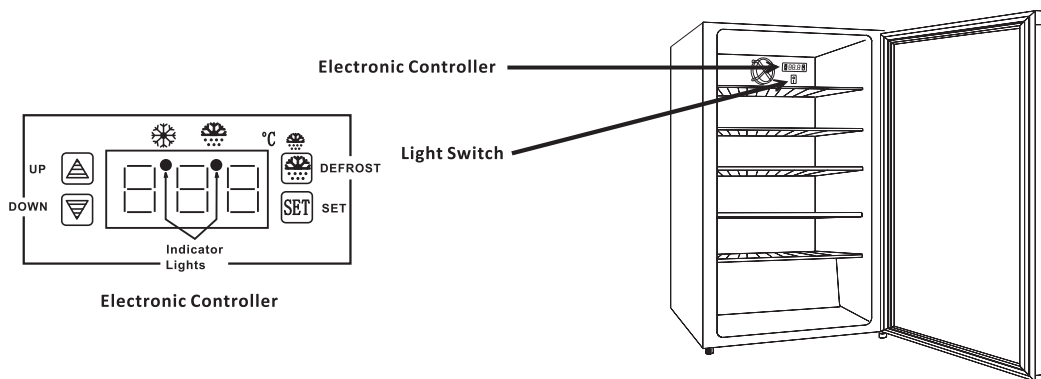 Electronic Controller
Light Switch
°C
UP
DEFROST
DOWN
SET
SET
Indicator
Lights
Electronic Controller